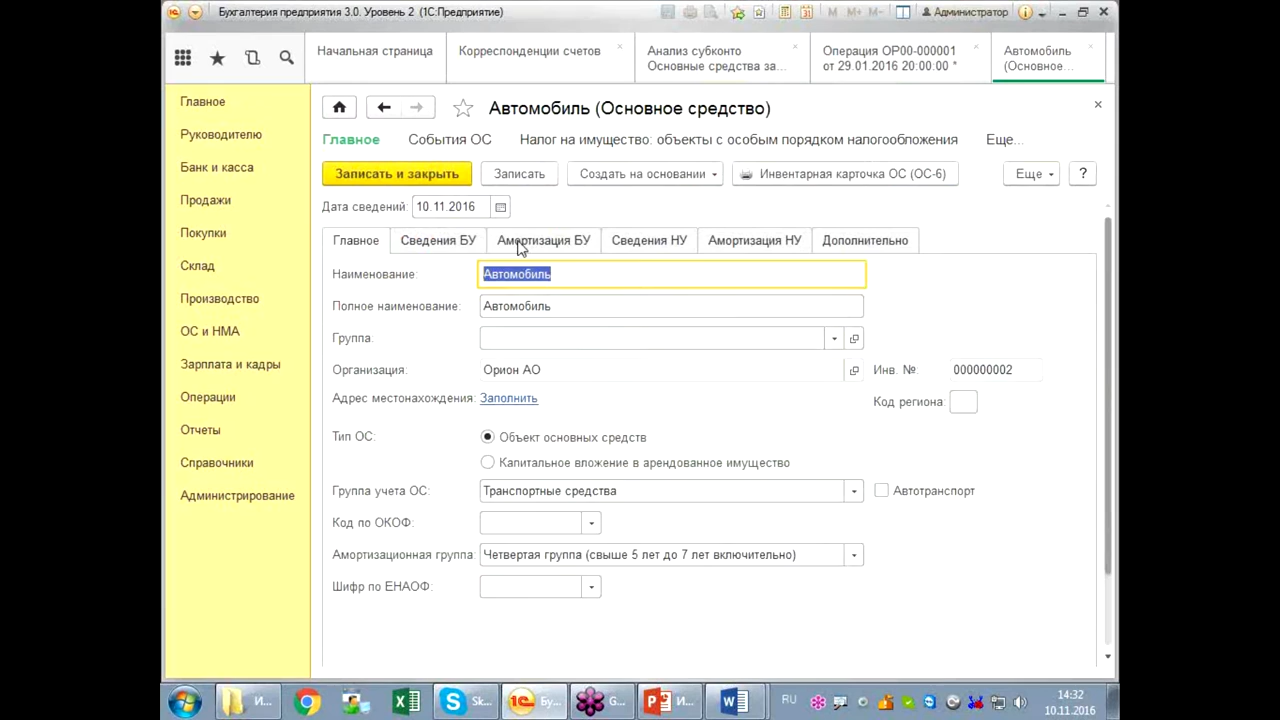 Бухгалтерия предприятия 3.0. Уровень 2 (1С:Предприятие)
M M+ M- Администратор
Начальная страница
Корреспонденции счетов
Анализ субконто
Основные средства за...
Операция ОР00-000001
от 29.01.2016 20:00:00 *
Автомобиль
(Основное...
Главное
Руководителю
Банк и касса
Продажи
Покупки
Склад
Производство
ОС и НМА
Зарплата и кадры
Операции
Отчеты
Справочники
Администрирование
Автомобиль (Основное средство)
Главное События ОС Налог на имущество: объекты с особым порядком налогообложения Еще...
Записать и закрыть Записать Создать на основании Инвентарная карточка ОС (ОС-6) Еще ?
Дата сведений: 10.11.2016
Главное Сведения БУ Амортизация БУ Сведения НУ Амортизация НУ Дополнительно
Наименование: Автомобиль
Полное наименование: Автомобиль
Группа:
Организация: Орион АО Инв. №: 000000002
Адрес местонахождения: Заполнить Код региона:
Тип ОС: Объект основных средств
Капитальное вложение в арендованное имущество
Группа учета ОС: Транспортные средства Автотранспорт
Код по ОКОФ:
Амортизационная группа: Четвертая группа (свыше 5 лет до 7 лет включительно)
Шифр по ЕНАОФ:
И... Sk... Бу... G... И... RU 14:32
10.11.2016